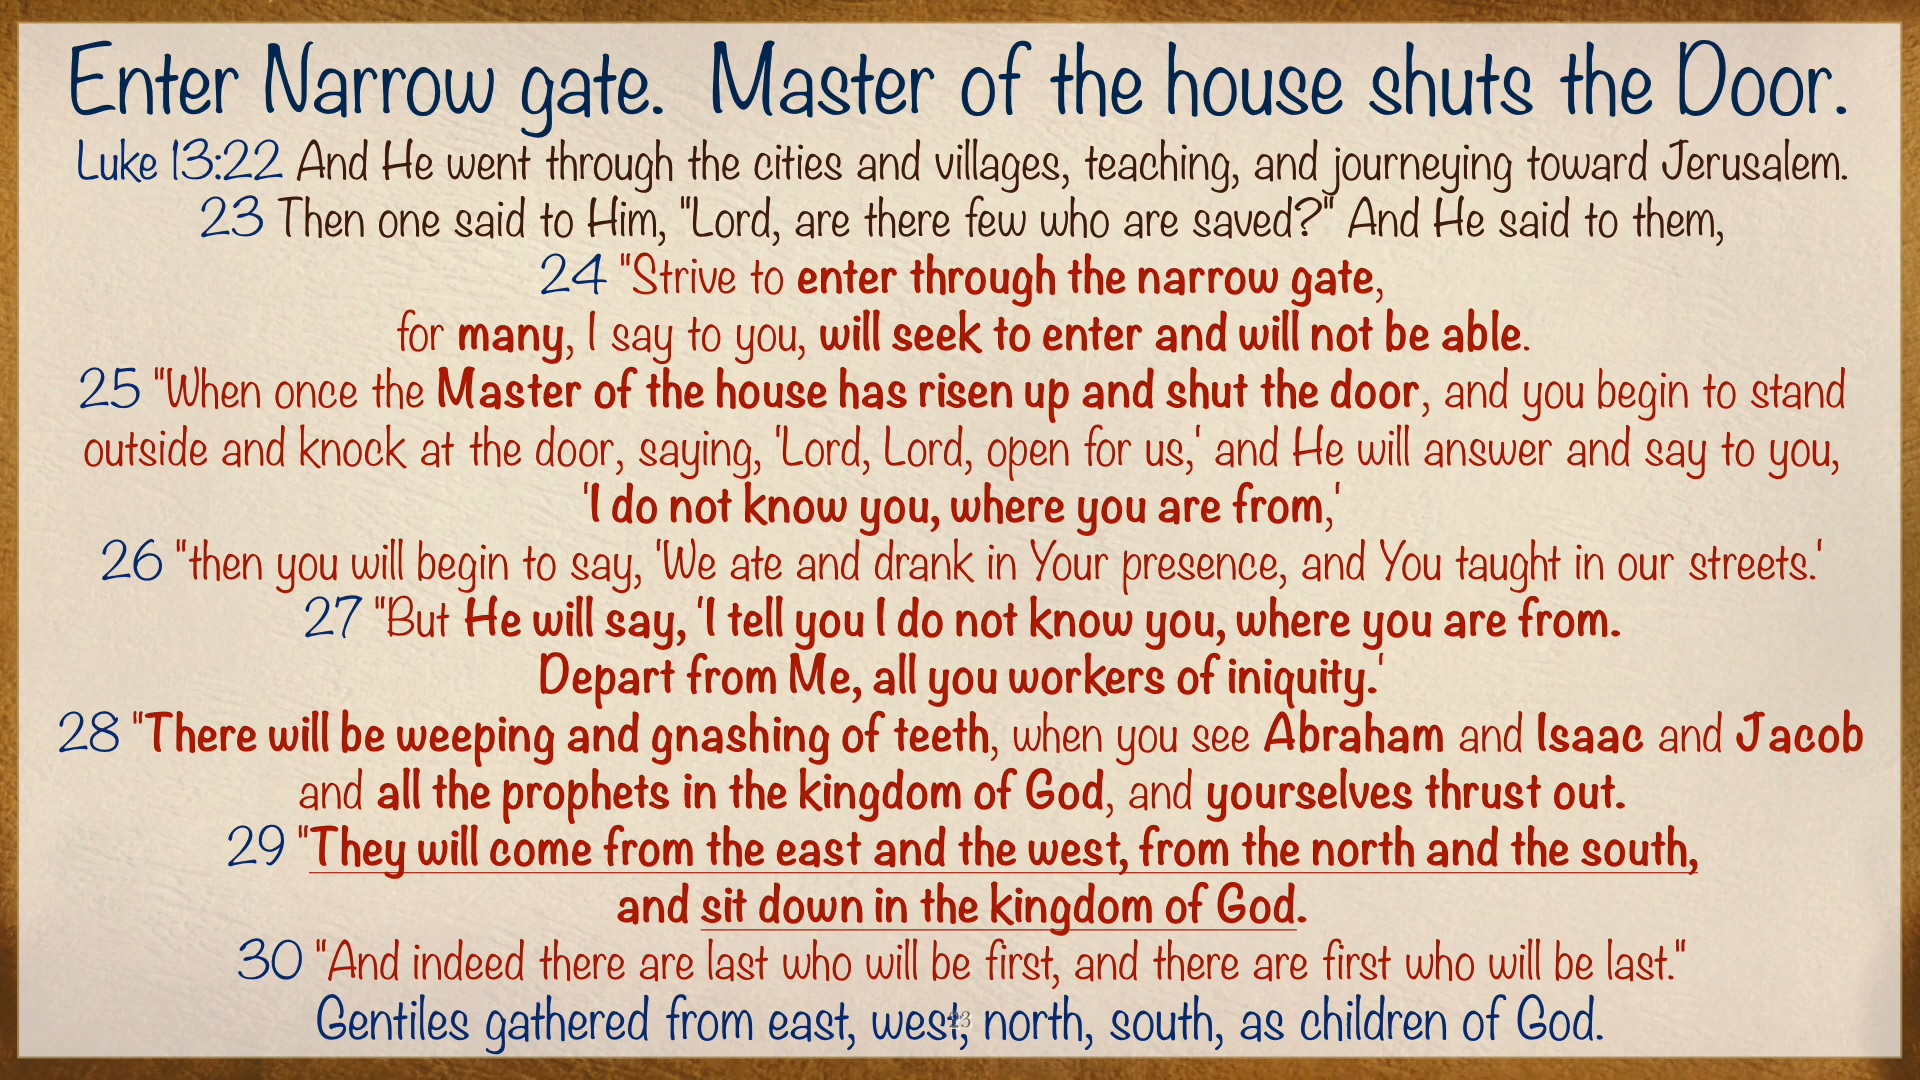 Enter Narrow gate. Master of the house shuts the Door.
Luke 13:22 And He went through the cities and villages, teaching, and journeying toward Jerusalem.
23 Then one said to Him, "Lord, are there few who are saved?" And He said to them,
24 "Strive to enter through the narrow gate,
for many, I say to you, will seek to enter and will not be able.
25 "When once the Master of the house has risen up and shut the door, and you begin to stand
outside and knock at the door, saying, 'Lord, Lord, open for us,' and He will answer and say to you,
'I do not know you, where you are from,'
26 "then you will begin to say, 'We ate and drank in Your presence, and You taught in our streets.'
27 "But He will say, 'I tell you I do not know you, where you are from.
Depart from Me, all you workers of iniquity.'
28 "There will be weeping and gnashing of teeth, when you see Abraham and Isaac and Jacob
and all the prophets in the kingdom of God, and yourselves thrust out.
29 "They will come from the east and the west, from the north and the south,
and sit down in the kingdom of God.
30 "And indeed there are last who will be first, and there are first who will be last."
Gentiles gathered from east, west, north, south, as children of God.
23